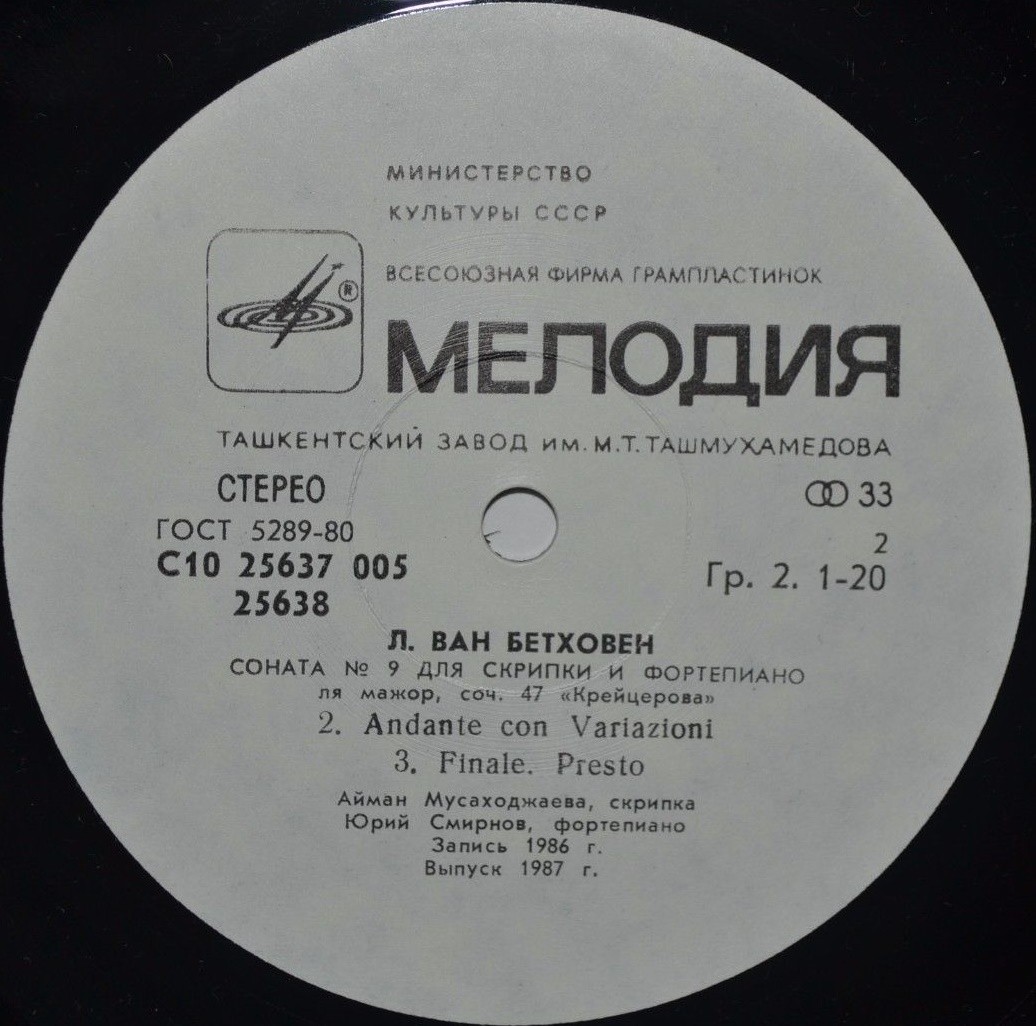 МИНИСТЕРСТВО
КУЛЬТУРЫ СССР
ВСЕСОЮЗНАЯ ФИРМА ГРАМПЛАСТИНОК
®
МЕЛОДИЯ
ТАШКЕНТСКИЙ ЗАВОД им. М.Т. ТАШМУХАМЕДОВА
СТЕРЕО 33
ГОСТ 5289-80 2
С10 25637 005 Гр. 2. 1-20
25638
Л. ВАН БЕТХОВЕН
СОНАТА № 9 ДЛЯ СКРИПКИ И ФОРТЕПИАНО
ля мажор, соч. 47 «Крейцерова»
2. Andante con Variazioni
3. Finale. Presto
Айман Мусаходжаева, скрипка
Юрий Смирнов, фортепиано
Запись 1986 г.
Выпуск 1987 г.